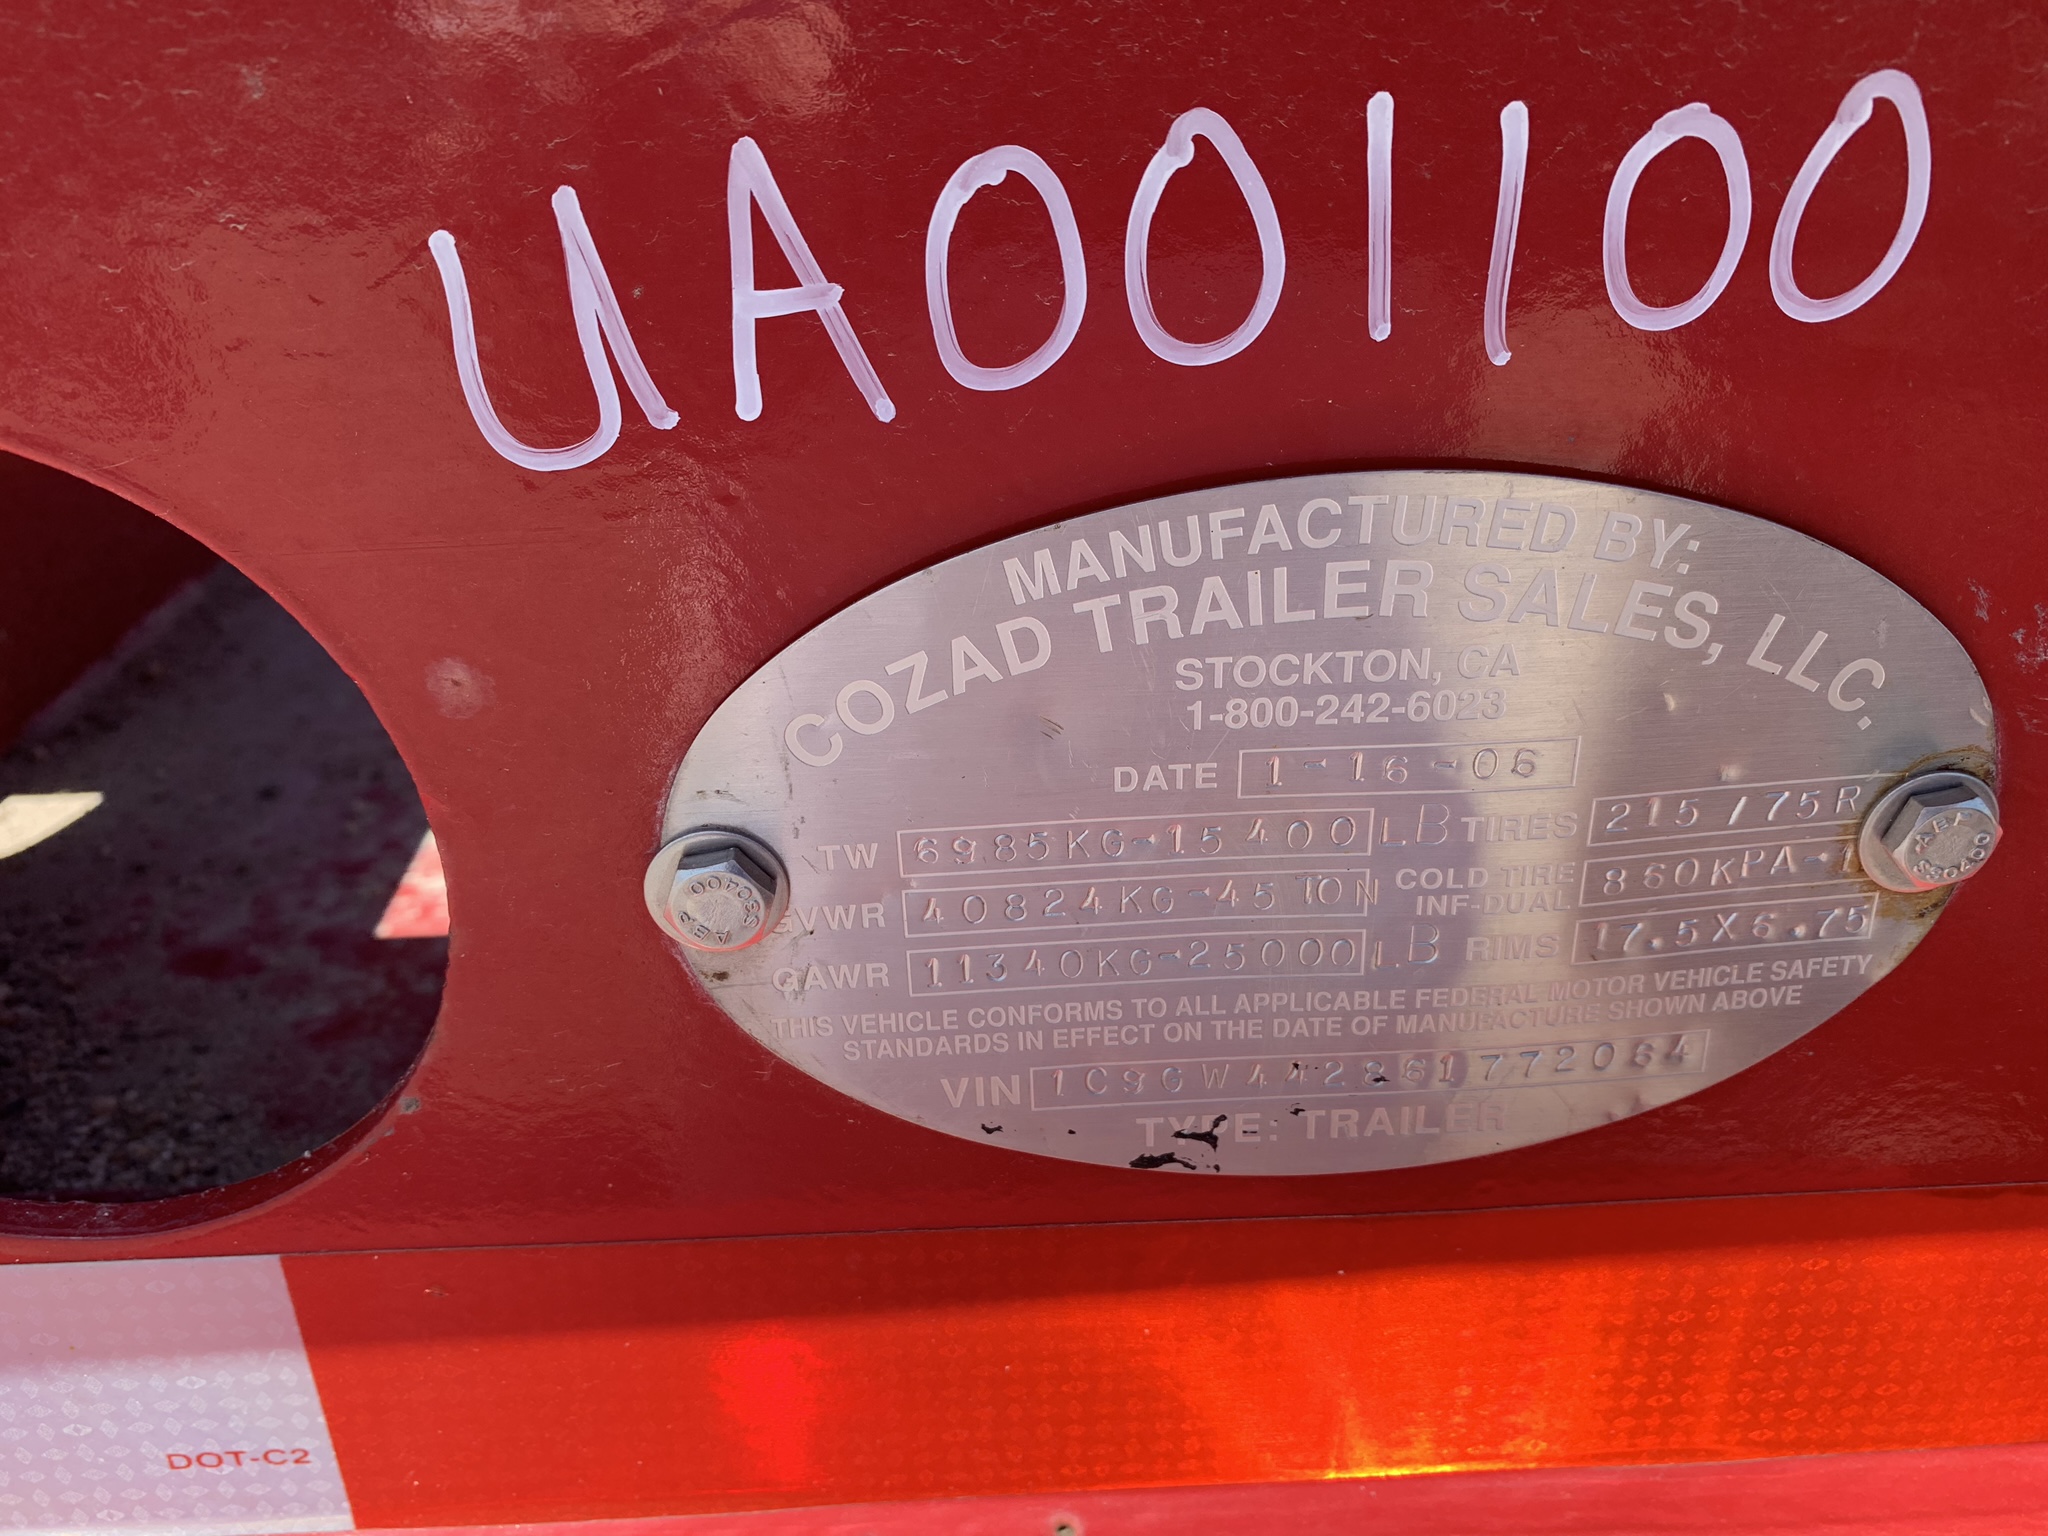 UA001100
MANUFACTURED BY:
COZAD TRAILER SALES, LLC.
STOCKTON, CA
1-800-242-6023
DATE 1-16-06
TW 6985KG-15400LB TIRES 215/75R
GVWR 40824KG-45TON COLD TIRE INF-DUAL 860KPA-1
GAWR 11340KG-25000LB RIMS 17.5X6.75
THIS VEHICLE CONFORMS TO ALL APPLICABLE FEDERAL MOTOR VEHICLE SAFETY
STANDARDS IN EFFECT ON THE DATE OF MANUFACTURE SHOWN ABOVE
VIN 1C9GW442861772064
TYPE: TRAILER
DOT-C2